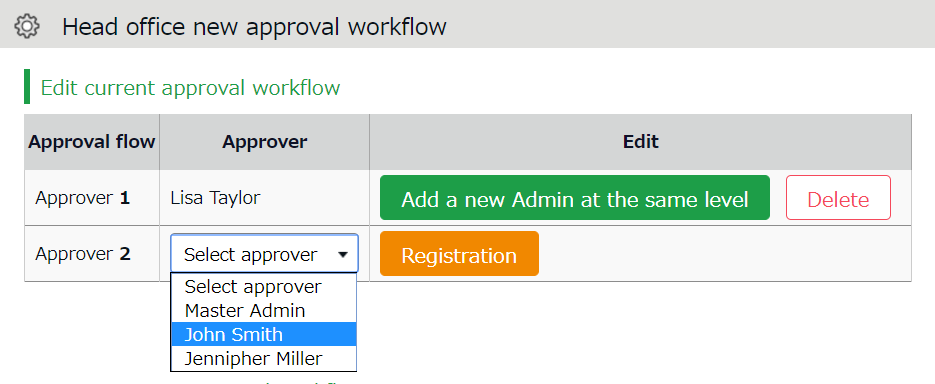 Head office new approval workflow
Edit current approval workflow
Approval flow Approver Edit
Approver 1 Lisa Taylor Add a new Admin at the same level Delete
Approver 2 Select approver Registration
Select approver
Master Admin
John Smith
Jennipher Miller